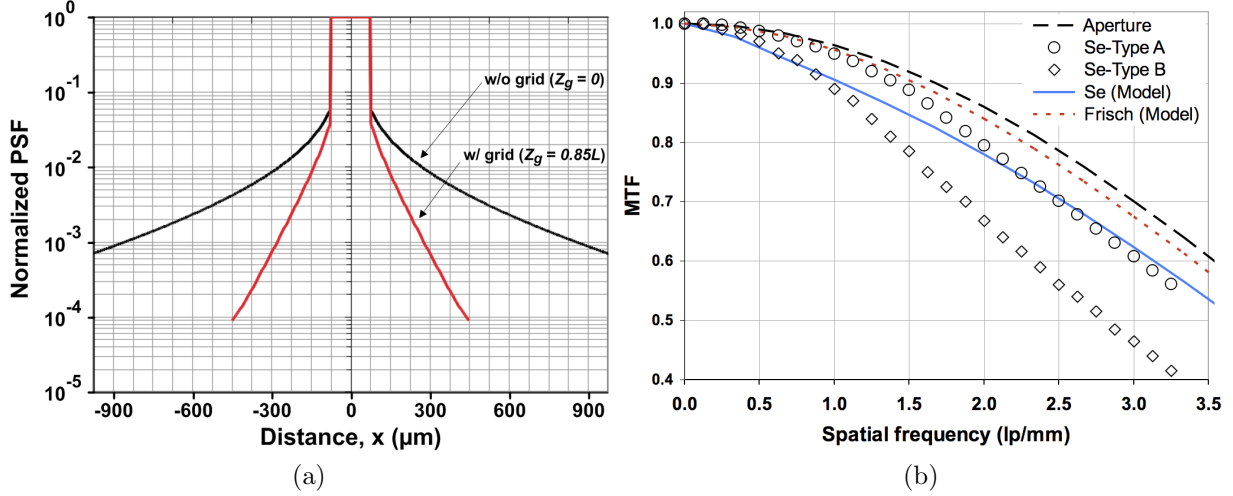 Normalized PSF
10^0
10^-1
10^-2
10^-3
10^-4
10^-5
w/o grid (Z_g = 0)
w/ grid (Z_g = 0.85L)
-900 -300 0 300 900
Distance, x (μm)
(a)
MTF
1.0
0.9
0.8
0.7
0.6
0.5
0.4
Aperture
Se-Type A
Se-Type B
Se (Model)
Frisch (Model)
0.0 0.5 1.0 1.5 2.0 2.5 3.0 3.5
Spatial frequency (lp/mm)
(b)